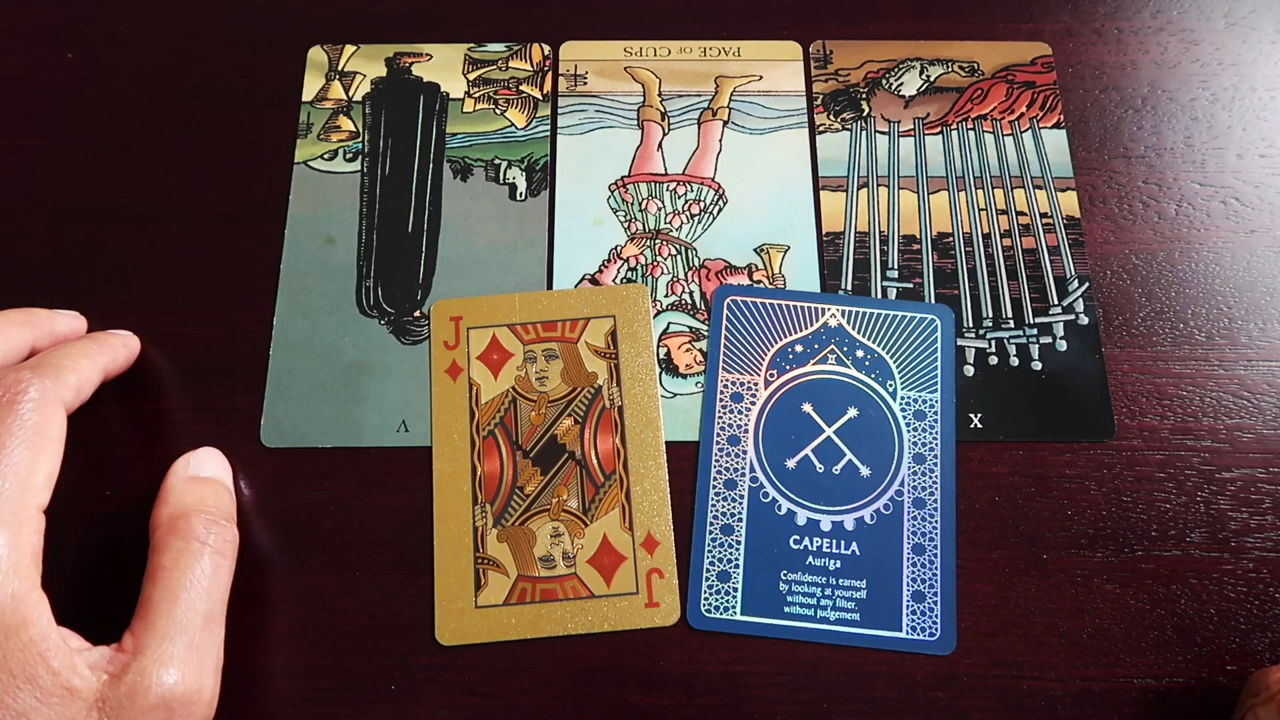 PAGE OF CUPS
V
X
J
J
CAPELLA
Auriga
Confidence is earned
by looking at yourself
without any filter,
without judgement